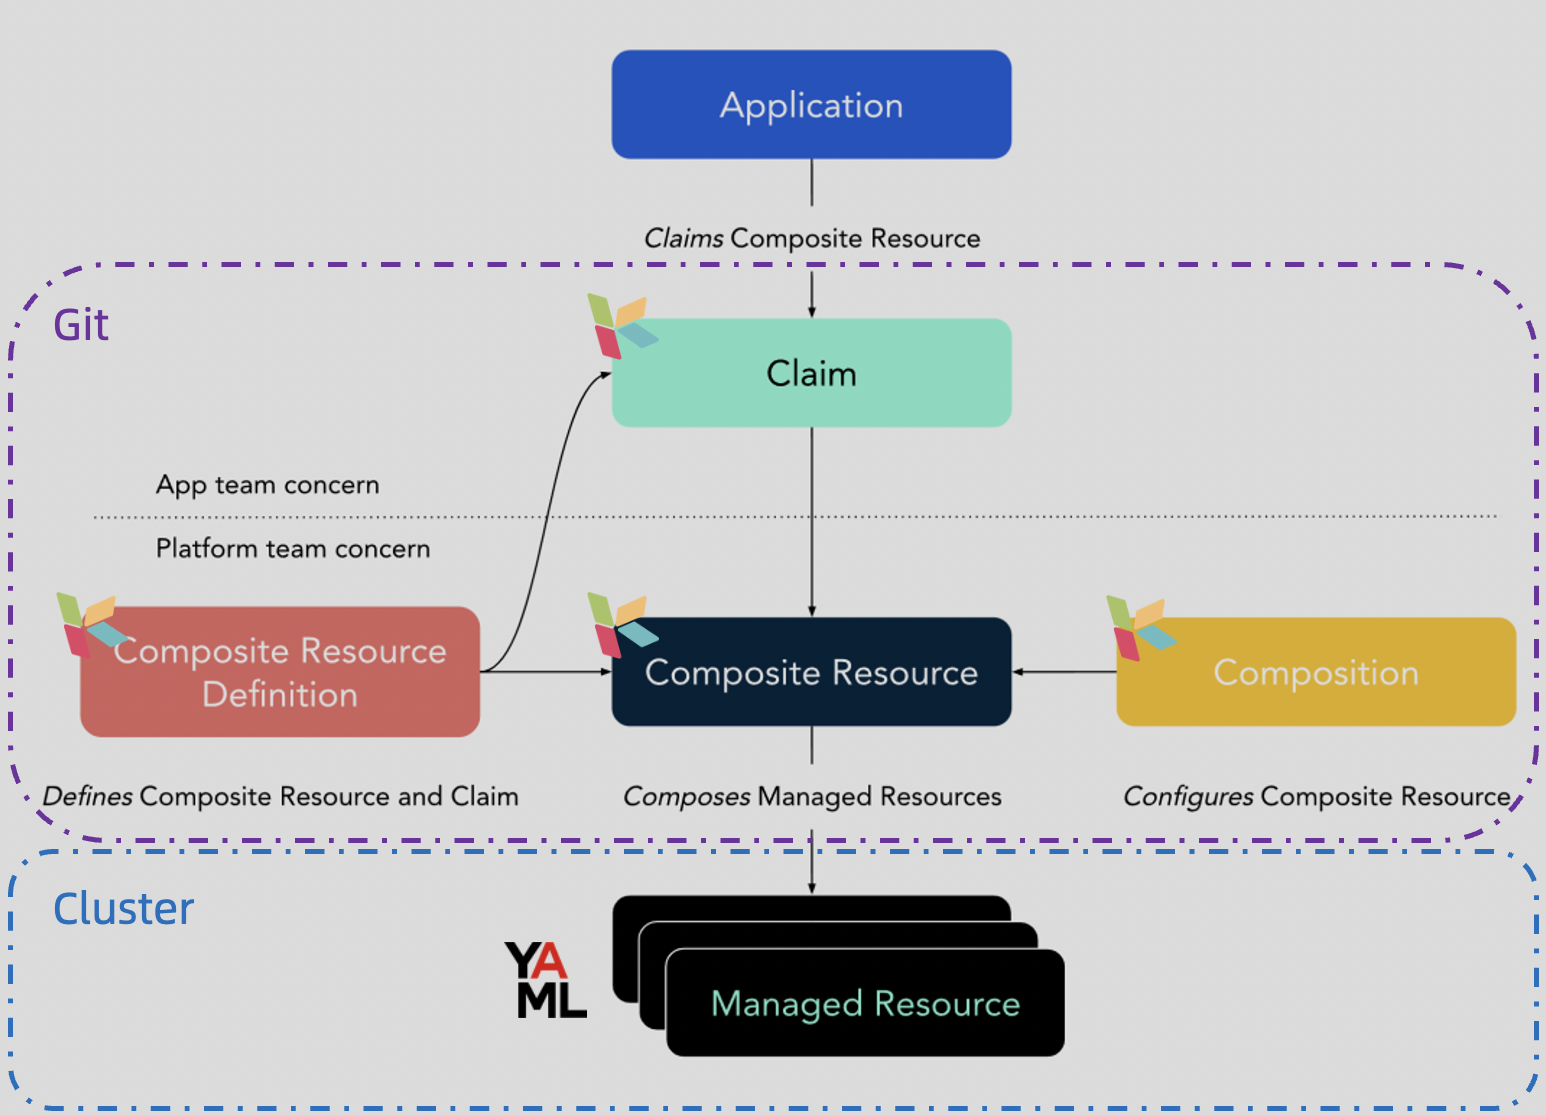 Application
Claims Composite Resource
Git
Claim
App team concern
Platform team concern
Composite Resource
Definition
Composite Resource
Composition
Defines Composite Resource and Claim
Composes Managed Resources
Configures Composite Resource
Cluster
YA
ML
Managed Resource